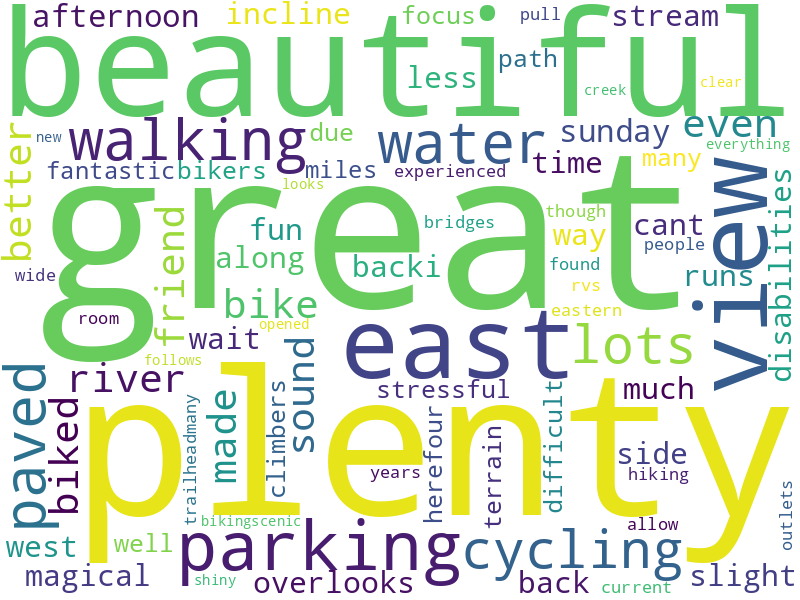 afternoon
incline
focus
pull
stream
beautiful
path
less
creek
clear
better
new
walking
due
water
sunday
even
everything
fantastic
bikers
miles
experienced
time
many
looks
great
view
disabilities
friend
fun
bridges
though
way
cant
people
along
backi
found
runs
wide
bike
rvs
room
opened
wait
east
eastern
lots
follows
river
sound
stressful
much
paved
biked
plenty
made
climbers
trailheadmany
herefour
terrain
difficult
side
years
hiking
outlets
bikingscenic
allow
west
well
parking
cycling
magical
shiny
overlooks
back
current
slight